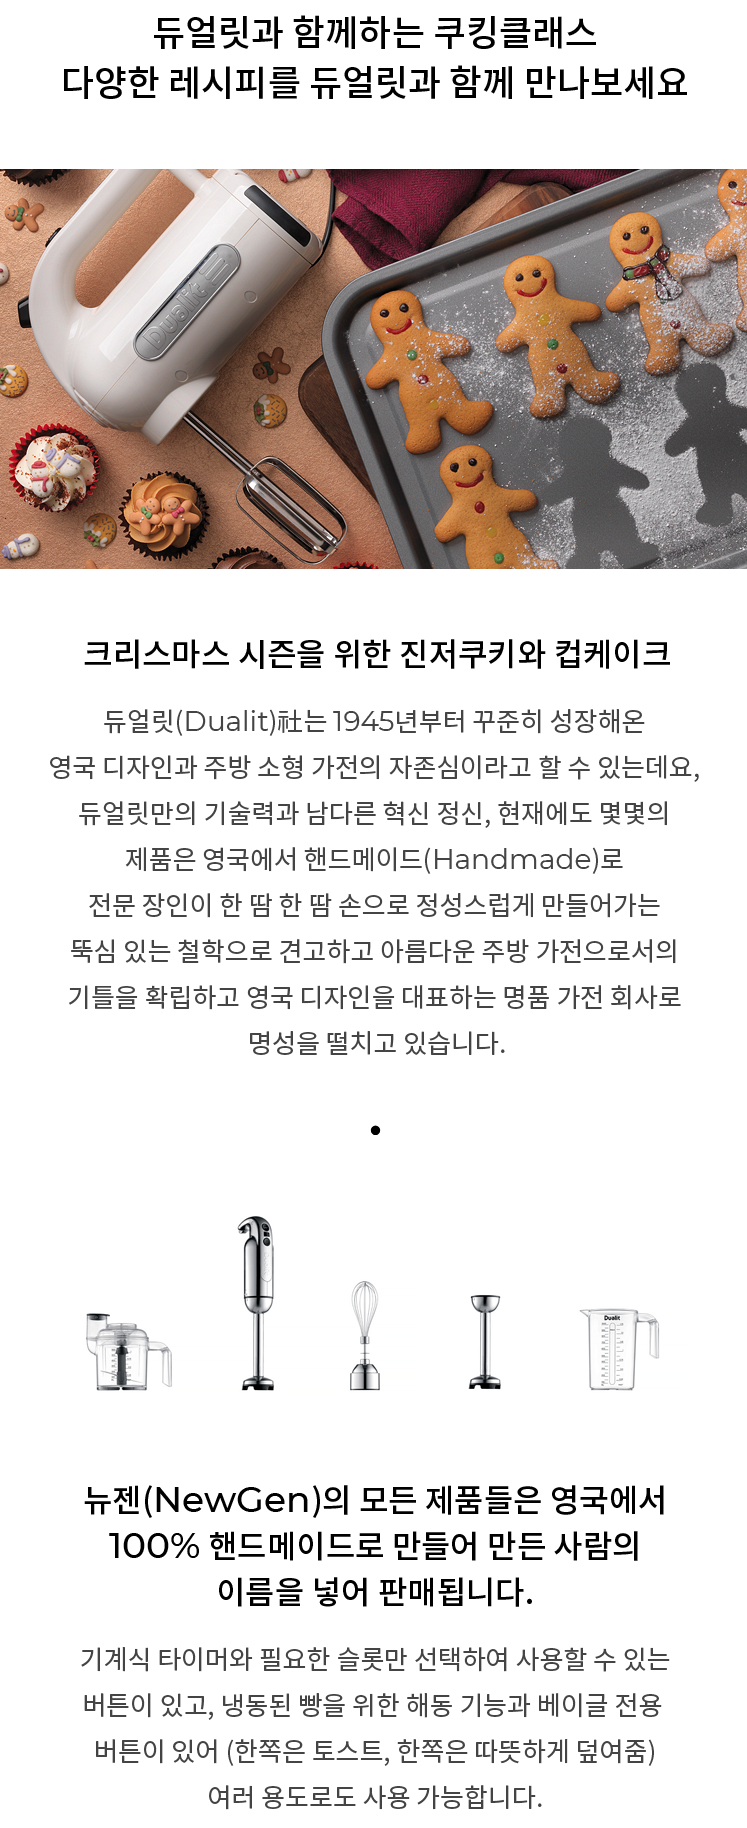 듀얼릿과 함께하는 쿠킹클래스
다양한 레시피를 듀얼릿과 함께 만나보세요
Dualit
크리스마스 시즌을 위한 진저쿠키와 컵케이크
듀얼릿(Dualit)社는 1945년부터 꾸준히 성장해온
영국 디자인과 주방 소형 가전의 자존심이라고 할 수 있는데요,
듀얼릿만의 기술력과 남다른 혁신 정신, 현재에도 몇몇의
제품은 영국에서 핸드메이드(Handmade)로
전문 장인이 한 땀 한 땀 손으로 정성스럽게 만들어가는
뚝심 있는 철학으로 견고하고 아름다운 주방 가전으로서의
기틀을 확립하고 영국 디자인을 대표하는 명품 가전 회사로
명성을 떨치고 있습니다.
Dualit
뉴젠(NewGen)의 모든 제품들은 영국에서
100% 핸드메이드로 만들어 만든 사람의
이름을 넣어 판매됩니다.
기계식 타이머와 필요한 슬롯만 선택하여 사용할 수 있는
버튼이 있고, 냉동된 빵을 위한 해동 기능과 베이글 전용
버튼이 있어 (한쪽은 토스트, 한쪽은 따뜻하게 덮여줌)
여러 용도로도 사용 가능합니다.